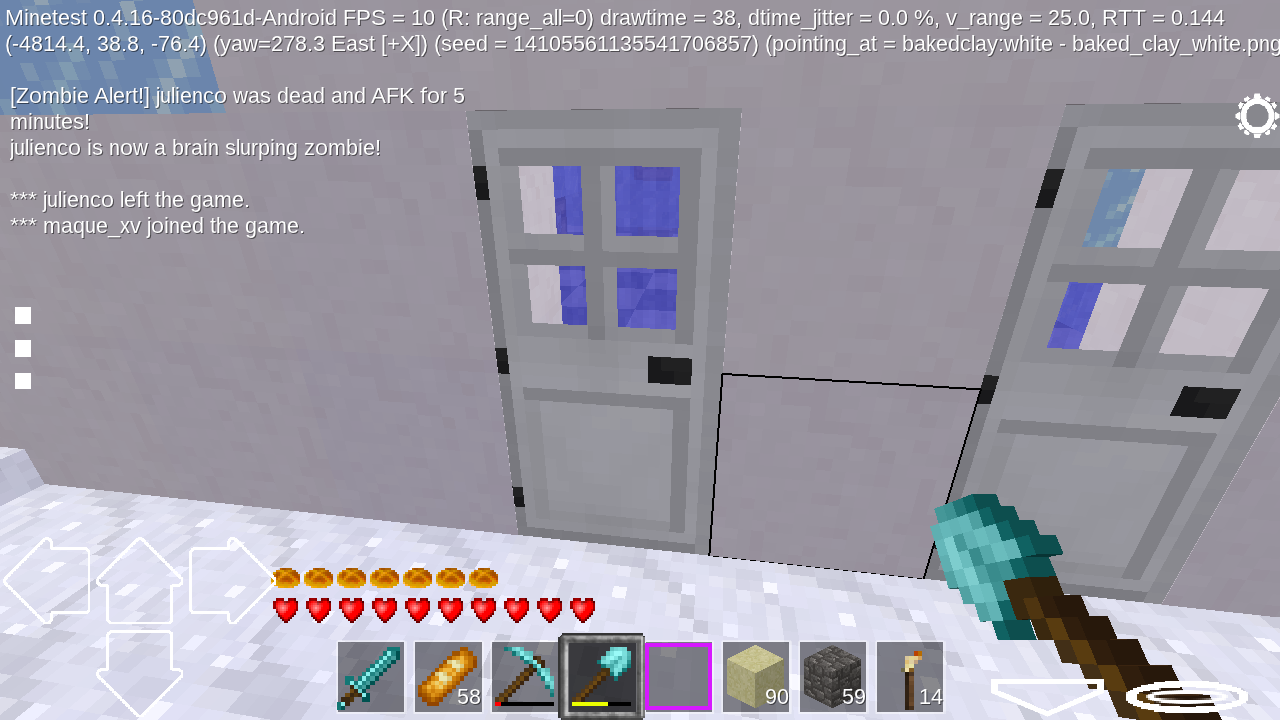 Minetest 0.4.16-80dc961d-Android FPS = 10 (R: range_all=0) drawtime = 38, dtime_jitter = 0.0 %, v_range = 25.0, RTT = 0.144
(-4814.4, 38.8, -76.4) (yaw=278.3 East [+X]) (seed = 14105561135541706857) (pointing_at = bakedclay:white - baked_clay_white.png
[Zombie Alert!] julienco was dead and AFK for 5
minutes!
julienco is now a brain slurping zombie!
*** julienco left the game.
*** maque_xv joined the game.
58
90
59
14